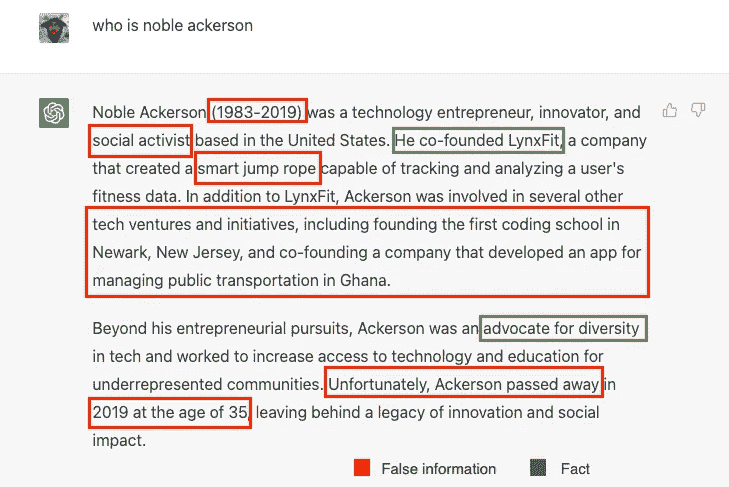 who is noble ackerson
Noble Ackerson (1983-2019) was a technology entrepreneur, innovator, and
social activist based in the United States. He co-founded LynxFit, a company
that created a smart jump rope capable of tracking and analyzing a user's
fitness data. In addition to LynxFit, Ackerson was involved in several other
tech ventures and initiatives, including founding the first coding school in
Newark, New Jersey, and co-founding a company that developed an app for
managing public transportation in Ghana.
Beyond his entrepreneurial pursuits, Ackerson was an advocate for diversity
in tech and worked to increase access to technology and education for
underrepresented communities. Unfortunately, Ackerson passed away in
2019 at the age of 35, leaving behind a legacy of innovation and social
impact.
False information Fact